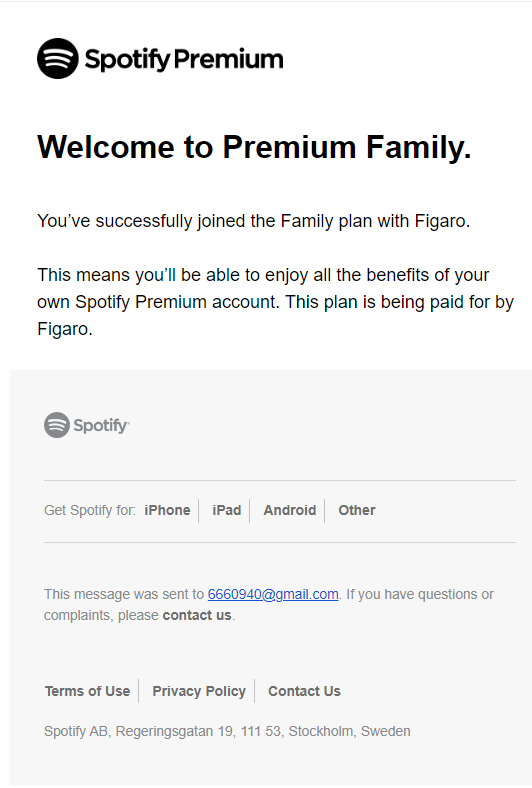 Spotify Premium
Welcome to Premium Family.
You’ve successfully joined the Family plan with Figaro.
This means you’ll be able to enjoy all the benefits of your
own Spotify Premium account. This plan is being paid for by
Figaro.
Spotify
Get Spotify for: iPhone iPad Android Other
This message was sent to 6660940@gmail.com. If you have questions or
complaints, please contact us.
Terms of Use Privacy Policy Contact Us
Spotify AB, Regeringsgatan 19, 111 53, Stockholm, Sweden